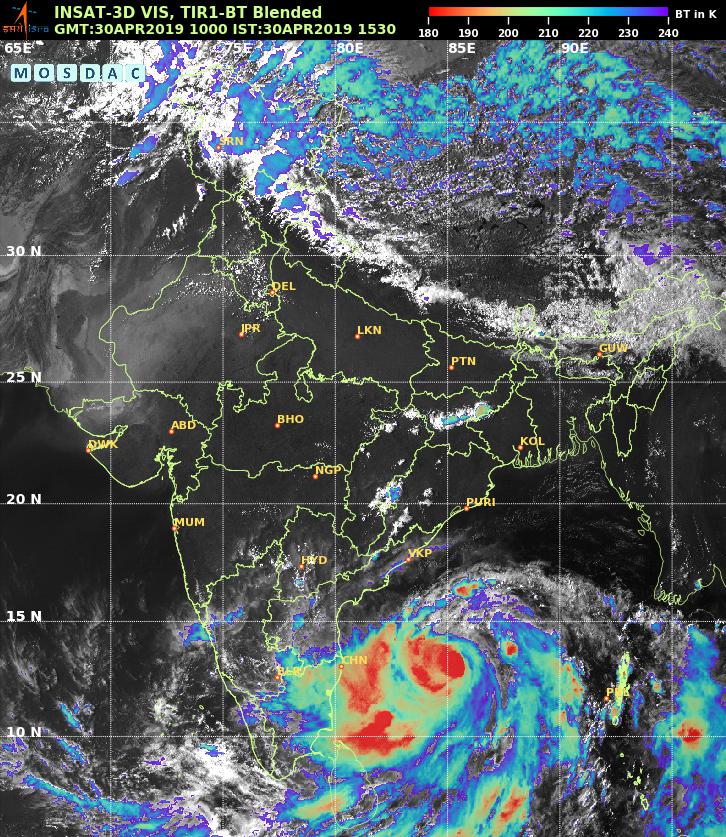 INSAT-3D VIS, TIR1-BT Blended
GMT:30APR2019 1000 IST:30APR2019 1530
BT in K
180 190 200 210 220 230 240
65E 70E 75E 80E 85E 90E
MOSDAC
SRN
30 N
DEL
JPR
LKN
GUW
PTN
25 N
ABD
BHO
DWK
KOL
NGP
20 N
PURI
MUM
VKP
HYD
15 N
CHN
BLR
PBL
10 N